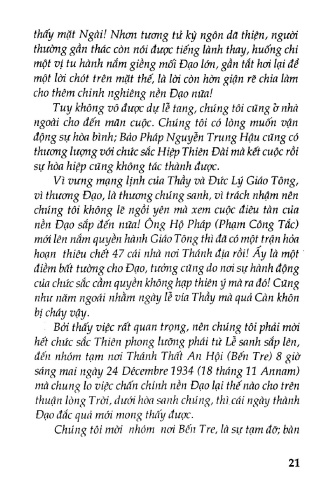 thấy mặt Ngài! Nhơn tương tứ kỳ ngôn dã thiện, người
thường gần thác còn nói được tiếng lành thay, huống chi
một vị tu hành nắm giềng mối Đạo lớn, gần tắt hơi lại để
một lời chót trên mặt thế, là lời còn hờn giận rẽ chia làm
cho thêm chinh nghiêng nền Đạo nữa!
Tuy không vô được dự lễ tang, chúng tôi cũng ở nhà
ngoài cho đến mãn cuộc. Chúng tôi có lòng muốn vận
động sự hòa bình; Bảo Pháp Nguyễn Trung Hậu cũng có
thương lượng với chức sắc Hiệp Thiên Đài mà kết cuộc rồi
sự hòa hiệp cũng không tác thành được.
Vì vưng mạng lịnh của Thầy và Đức Lý Giáo Tông,
vì thương Đạo, là thương chúng sanh, vì trách nhậm nên
chúng tôi không lẽ ngồi yên mà xem cuộc điêu tàn của
nền Đạo sắp đến nữa! Ông Hộ Pháp (Phạm Công Tắc)
mới lên nắm quyền hành Giáo Tông thì đã có một trận hỏa
hoạn thiêu chết 47 cái nhà nơi Thánh địa rồi! Ấy là một
điềm bất tường cho Đạo, tưởng cũng do nơi sự hành động
của chức sắc cầm quyền không hạp thiên ý mà ra đó! Cũng
như năm ngoái nhằm ngày lễ vía Thầy mà quả Càn khôn
bị cháy vậy.
Bởi thấy việc rất quan trọng, nên chúng tôi phải mời
hết chức sắc Thiên phong lưỡng phái từ Lễ sanh sắp lên,
đến nhóm tạm nơi Thánh Thất An Hội (Bến Tre) 8 giờ
sáng mai ngày 24 Décembre 1934 (18 tháng 11 Annam)
mà chung lo việc chấn chỉnh nền Đạo lại thế nào cho trên
thuận lòng Trời, dưới hòa sanh chúng, thì cái ngày thành
Đạo đắc quả mới mong thấy được.
Chúng tôi mời nhóm nơi Bến Tre, là sự tạm đỡ; bàn
21